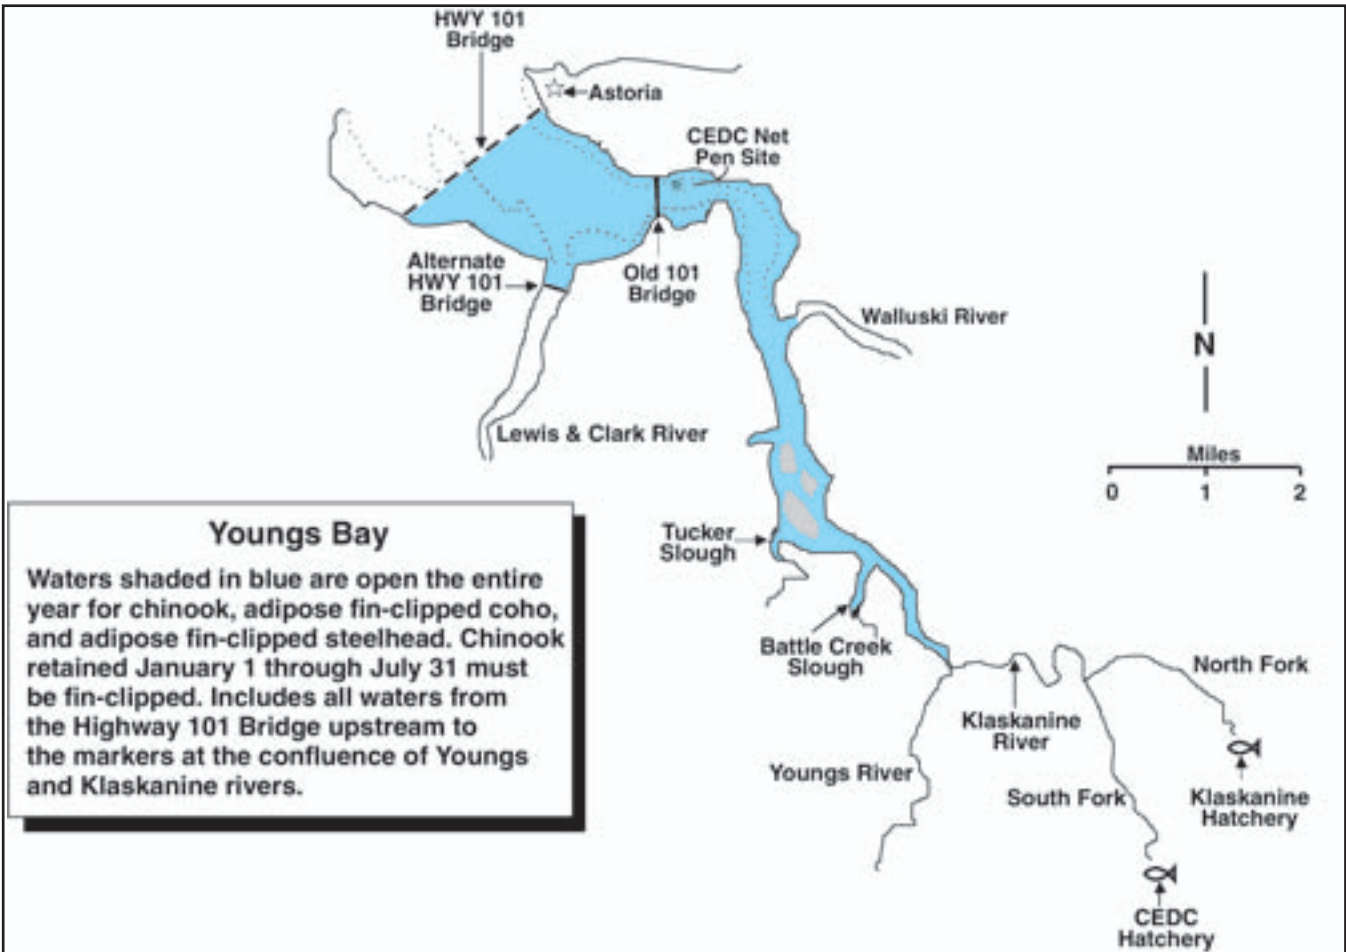 HWY 101
Bridge
Astoria
CEDC Net
Pen Site
Alternate
HWY 101
Bridge
Old 101
Bridge
Walluski River
N
Lewis & Clark River
Miles
0 1 2
Youngs Bay
Waters shaded in blue are open the entire
year for chinook, adipose fin-clipped coho,
and adipose fin-clipped steelhead. Chinook
retained January 1 through July 31 must
be fin-clipped. Includes all waters from
the Highway 101 Bridge upstream to
the markers at the confluence of Youngs
and Klaskanine rivers.
Tucker
Slough
Battle Creek
Slough
North Fork
Klaskanine
River
Youngs River
South Fork
Klaskanine
Hatchery
CEDC
Hatchery